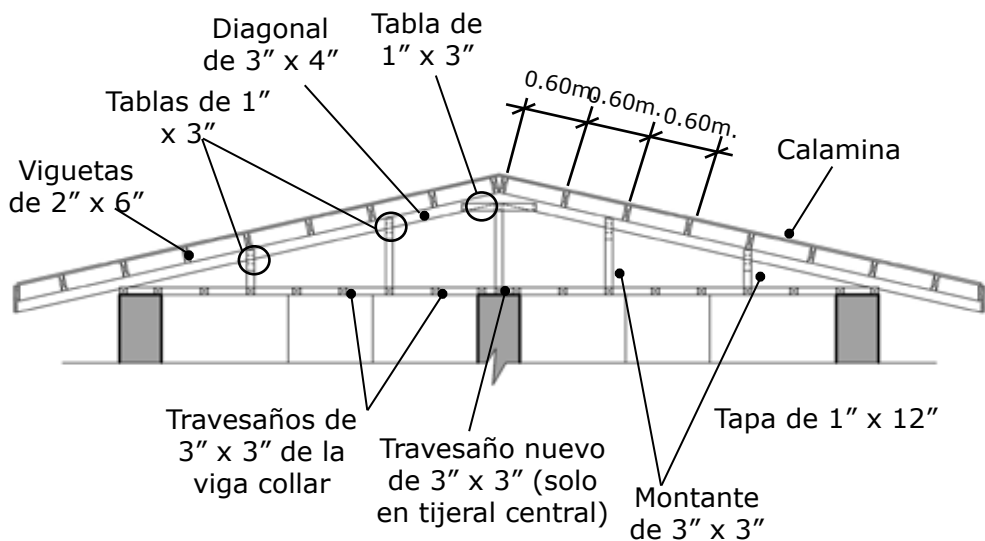 Diagonal
de 3” x 4”
Tabla de
1” x 3”
0.60m.
0.60m.
0.60m.
Tablas de 1”
x 3”
Calamina
Viguetas
de 2” x 6”
Travesaños de
3” x 3” de la
viga collar
Travesaño nuevo
de 3” x 3” (solo
en tijeral central)
Tapa de 1” x 12”
Montante
de 3” x 3”